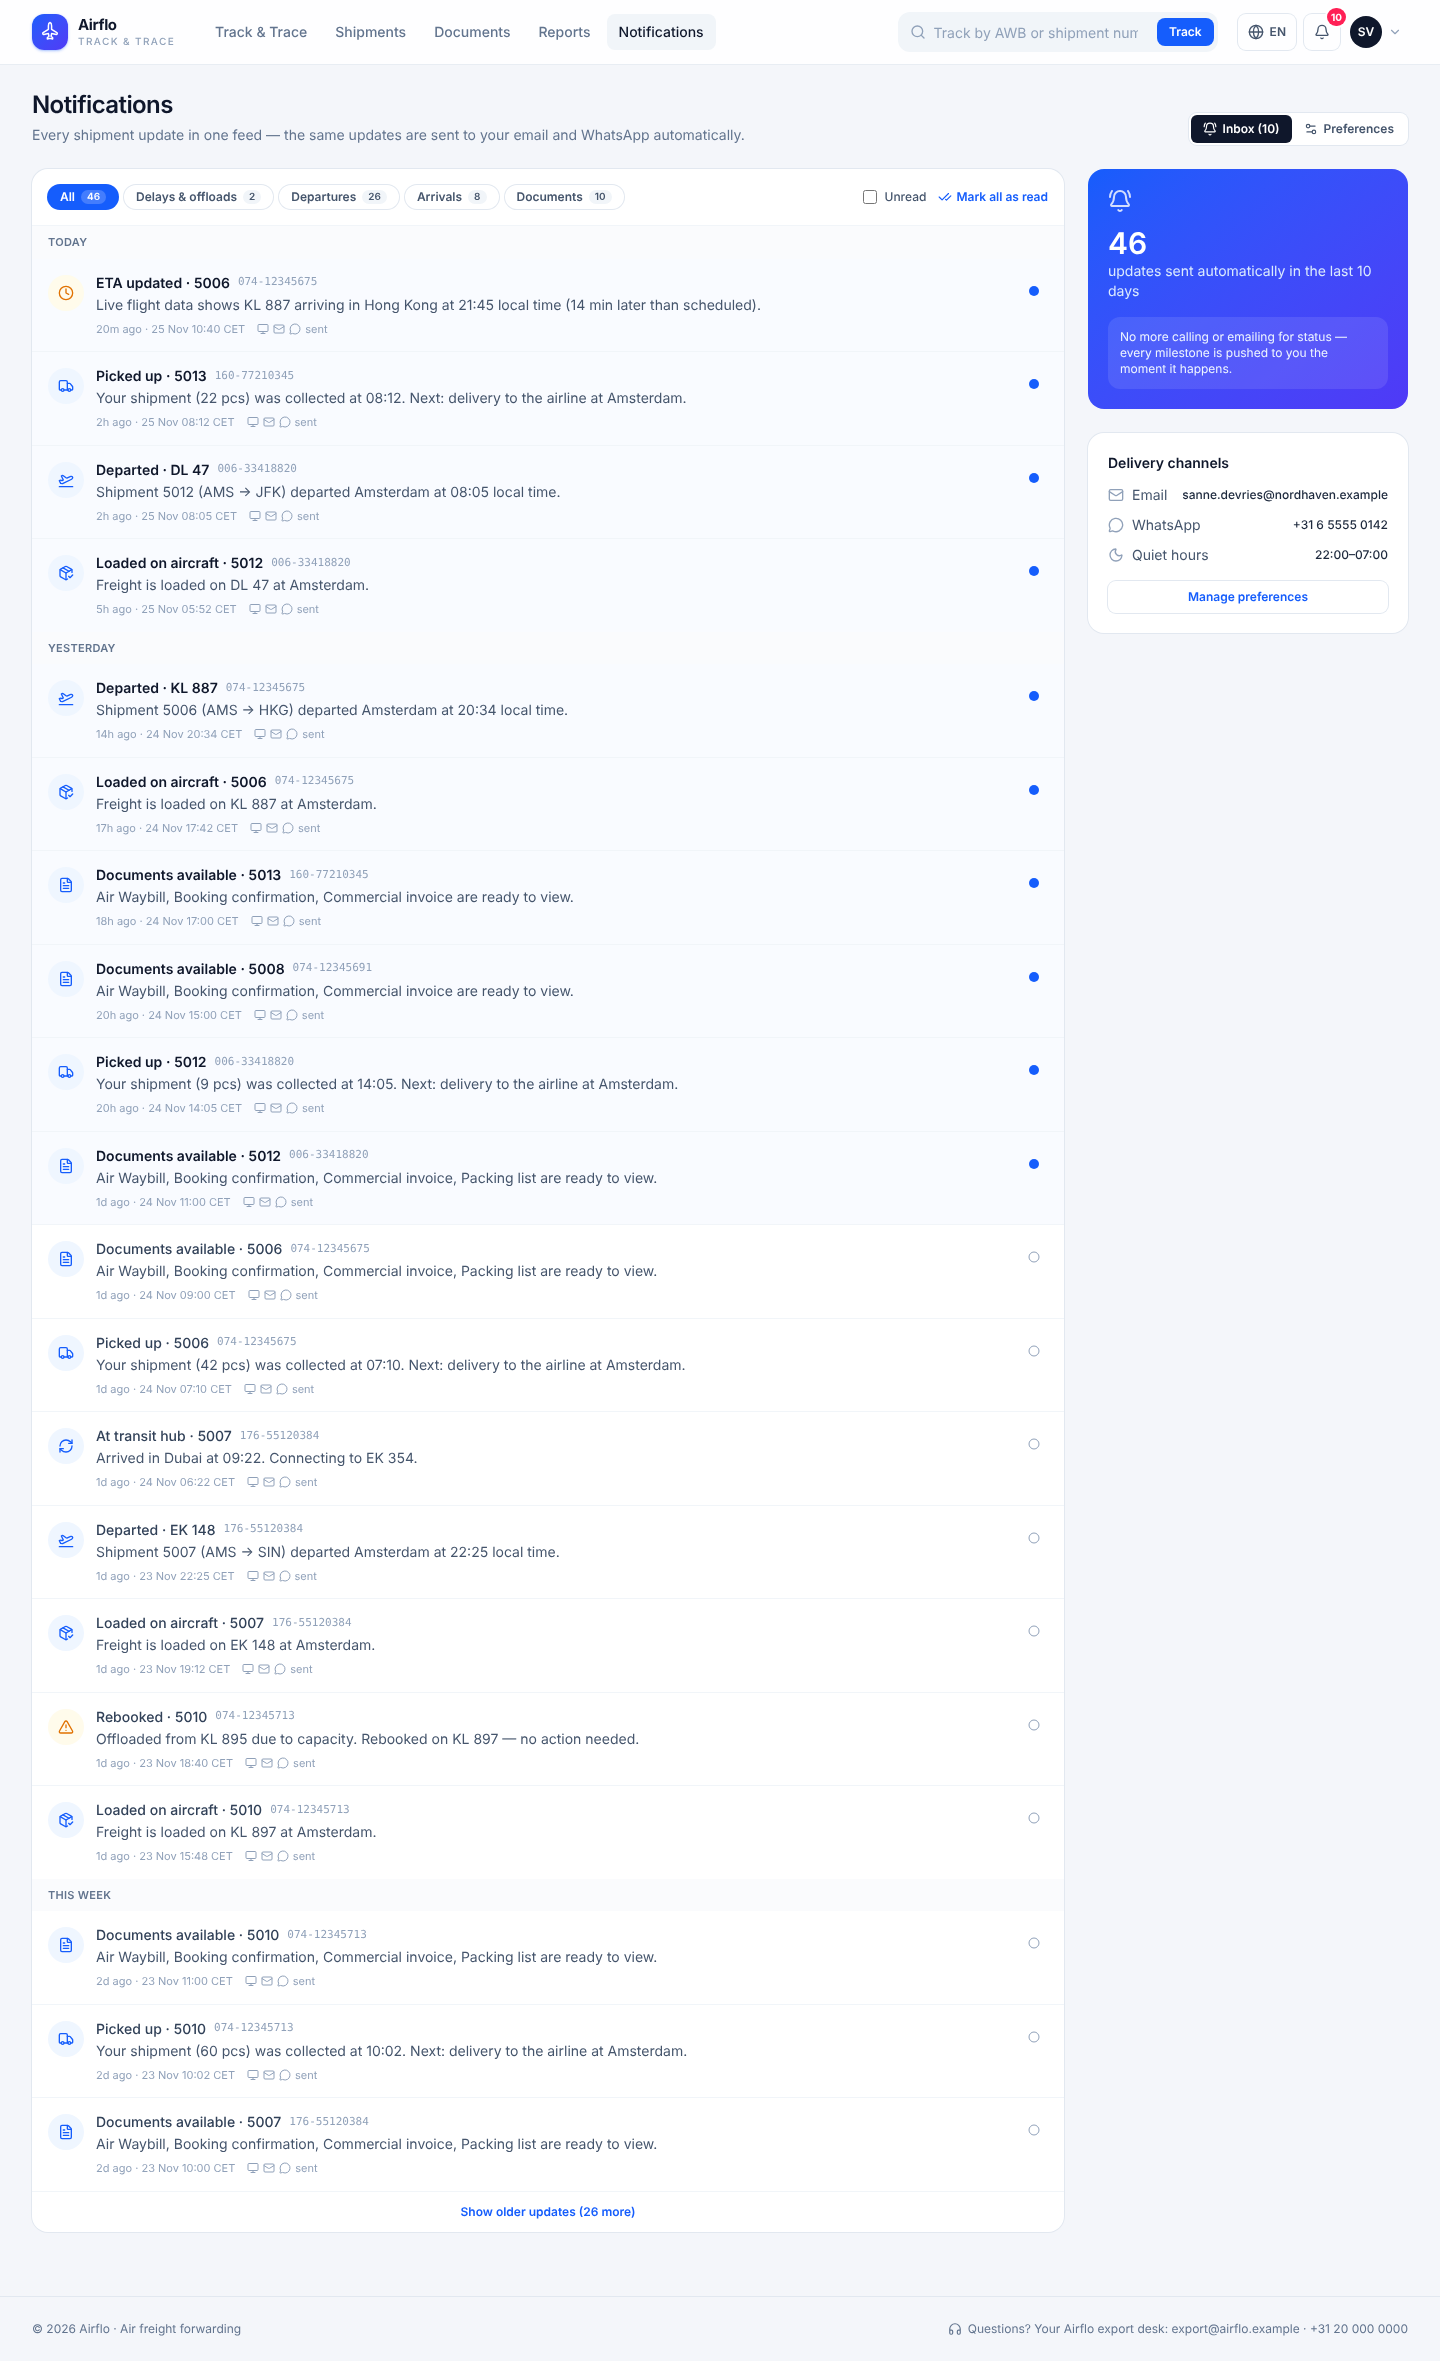 Airflo
TRACK & TRACE
Track & Trace Shipments Documents Reports Notifications
Track by AWB or shipment num
Track
EN
10
SV
Notifications
Every shipment update in one feed — the same updates are sent to your email and WhatsApp automatically.
Inbox (10) Preferences
All 46 Delays & offloads 2 Departures 26 Arrivals 8 Documents 10 Unread Mark all as read
TODAY
ETA updated · 5006 074-12345675
Live flight data shows KL 887 arriving in Hong Kong at 21:45 local time (14 min later than scheduled).
20m ago · 25 Nov 10:40 CET sent
Picked up · 5013 160-77210345
Your shipment (22 pcs) was collected at 08:12. Next: delivery to the airline at Amsterdam.
2h ago · 25 Nov 08:12 CET sent
Departed · DL 47 006-33418820
Shipment 5012 (AMS → JFK) departed Amsterdam at 08:05 local time.
2h ago · 25 Nov 08:05 CET sent
Loaded on aircraft · 5012 006-33418820
Freight is loaded on DL 47 at Amsterdam.
5h ago · 25 Nov 05:52 CET sent
YESTERDAY
Departed · KL 887 074-12345675
Shipment 5006 (AMS → HKG) departed Amsterdam at 20:34 local time.
14h ago · 24 Nov 20:34 CET sent
Loaded on aircraft · 5006 074-12345675
Freight is loaded on KL 887 at Amsterdam.
17h ago · 24 Nov 17:42 CET sent
Documents available · 5013 160-77210345
Air Waybill, Booking confirmation, Commercial invoice are ready to view.
18h ago · 24 Nov 17:00 CET sent
Documents available · 5008 074-12345691
Air Waybill, Booking confirmation, Commercial invoice are ready to view.
20h ago · 24 Nov 15:00 CET sent
Picked up · 5012 006-33418820
Your shipment (9 pcs) was collected at 14:05. Next: delivery to the airline at Amsterdam.
20h ago · 24 Nov 14:05 CET sent
Documents available · 5012 006-33418820
Air Waybill, Booking confirmation, Commercial invoice, Packing list are ready to view.
1d ago · 24 Nov 11:00 CET sent
Documents available · 5006 074-12345675
Air Waybill, Booking confirmation, Commercial invoice, Packing list are ready to view.
1d ago · 24 Nov 09:00 CET sent
Picked up · 5006 074-12345675
Your shipment (42 pcs) was collected at 07:10. Next: delivery to the airline at Amsterdam.
1d ago · 24 Nov 07:10 CET sent
At transit hub · 5007 176-55120384
Arrived in Dubai at 09:22. Connecting to EK 354.
1d ago · 24 Nov 06:22 CET sent
Departed · EK 148 176-55120384
Shipment 5007 (AMS → SIN) departed Amsterdam at 22:25 local time.
1d ago · 23 Nov 22:25 CET sent
Loaded on aircraft · 5007 176-55120384
Freight is loaded on EK 148 at Amsterdam.
1d ago · 23 Nov 19:12 CET sent
Rebooked · 5010 074-12345713
Offloaded from KL 895 due to capacity. Rebooked on KL 897 — no action needed.
1d ago · 23 Nov 18:40 CET sent
Loaded on aircraft · 5010 074-12345713
Freight is loaded on KL 897 at Amsterdam.
1d ago · 23 Nov 15:48 CET sent
THIS WEEK
Documents available · 5010 074-12345713
Air Waybill, Booking confirmation, Commercial invoice, Packing list are ready to view.
2d ago · 23 Nov 11:00 CET sent
Picked up · 5010 074-12345713
Your shipment (60 pcs) was collected at 10:02. Next: delivery to the airline at Amsterdam.
2d ago · 23 Nov 10:02 CET sent
Documents available · 5007 176-55120384
Air Waybill, Booking confirmation, Commercial invoice, Packing list are ready to view.
2d ago · 23 Nov 10:00 CET sent
Show older updates (26 more)
46
updates sent automatically in the last 10
days
No more calling or emailing for status —
every milestone is pushed to you the
moment it happens.
Delivery channels
Email sanne.devries@nordhaven.example
WhatsApp +31 6 5555 0142
Quiet hours 22:00–07:00
Manage preferences
© 2026 Airflo · Air freight forwarding
Questions? Your Airflo export desk: export@airflo.example · +31 20 000 0000